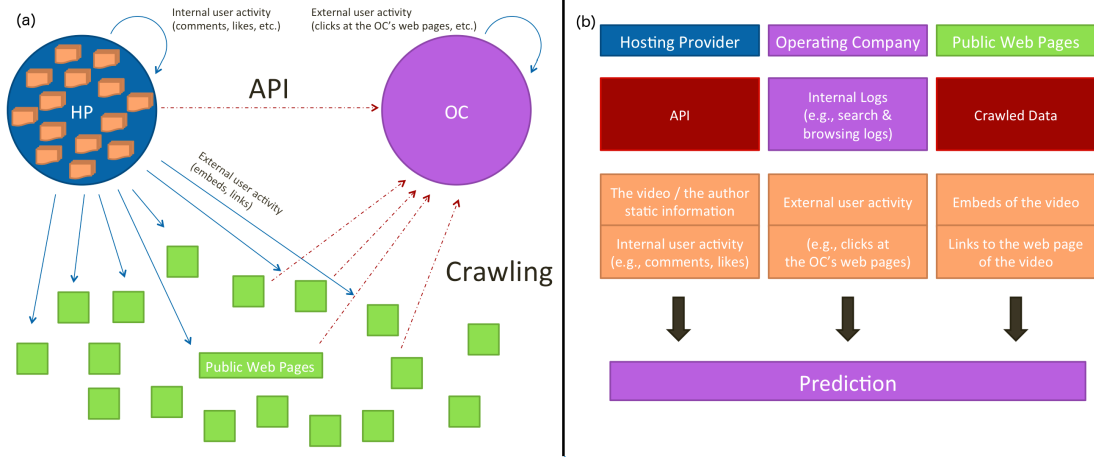 (a)
Internal user activity
(comments, likes, etc.)
External user activity
(clicks at the OC's web pages, etc.)
HP
API
OC
External user activity
(embeds, links)
Crawling
Public Web Pages
(b)
Hosting Provider
Operating Company
Public Web Pages
API
Internal Logs
(e.g., search &
browsing logs)
Crawled Data
The video / the author
static information
External user activity
Embeds of the video
Internal user activity
(e.g., comments, likes)
(e.g., clicks at
the OC's web pages)
Links to the web page
of the video
Prediction